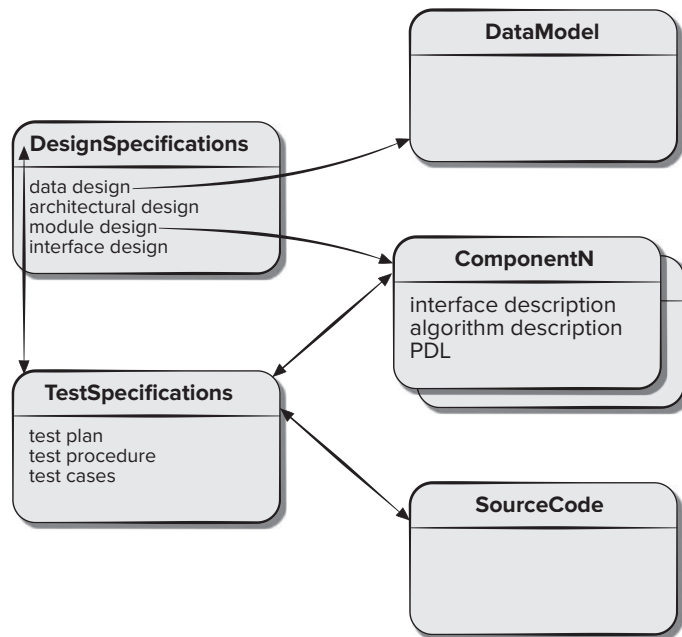 DataModel
DesignSpecifications
data design
architectural design
module design
interface design
ComponentN
interface description
algorithm description
PDL
TestSpecifications
test plan
test procedure
test cases
SourceCode